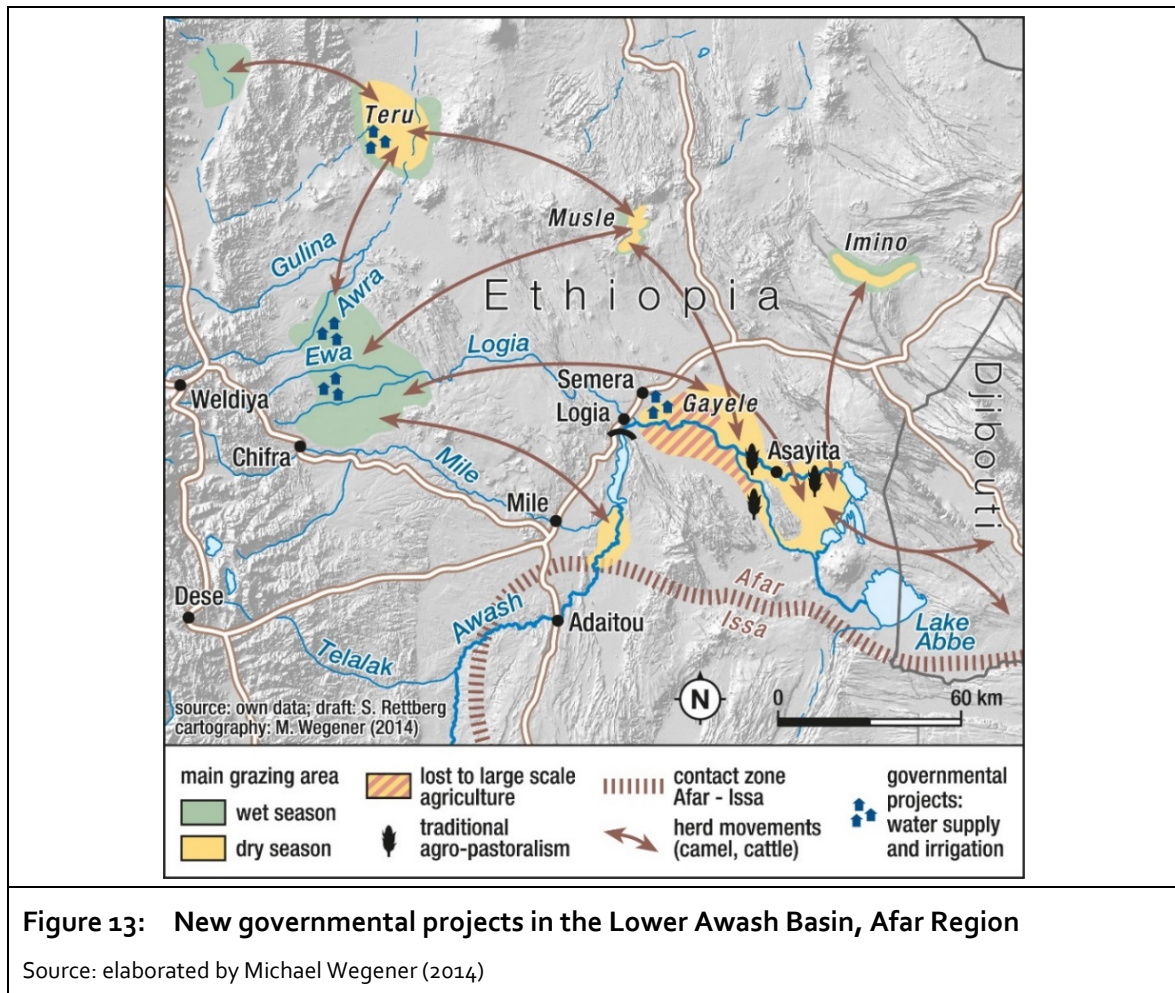 Teru
Musle
Imino
Gulina
Ethiopia
Awra
Ewa
Logia
Djibouti
Weldiya
Semera
Gayele
Logia
Chifra
Asayita
Mile
Mile
Dese
Awash
Adaitou
Afar
Issa
Lake
Abbe
Telalak
N
0 60 km
source: own data; draft: S. Rettberg
cartography: M. Wegener (2014)
main grazing area
wet season
dry season
lost to large scale
agriculture
traditional
agro-pastoralism
contact zone
Afar - Issa
herd movements
(camel, cattle)
governmental
projects:
water supply
and irrigation
Figure 13: New governmental projects in the Lower Awash Basin, Afar Region
Source: elaborated by Michael Wegener (2014)